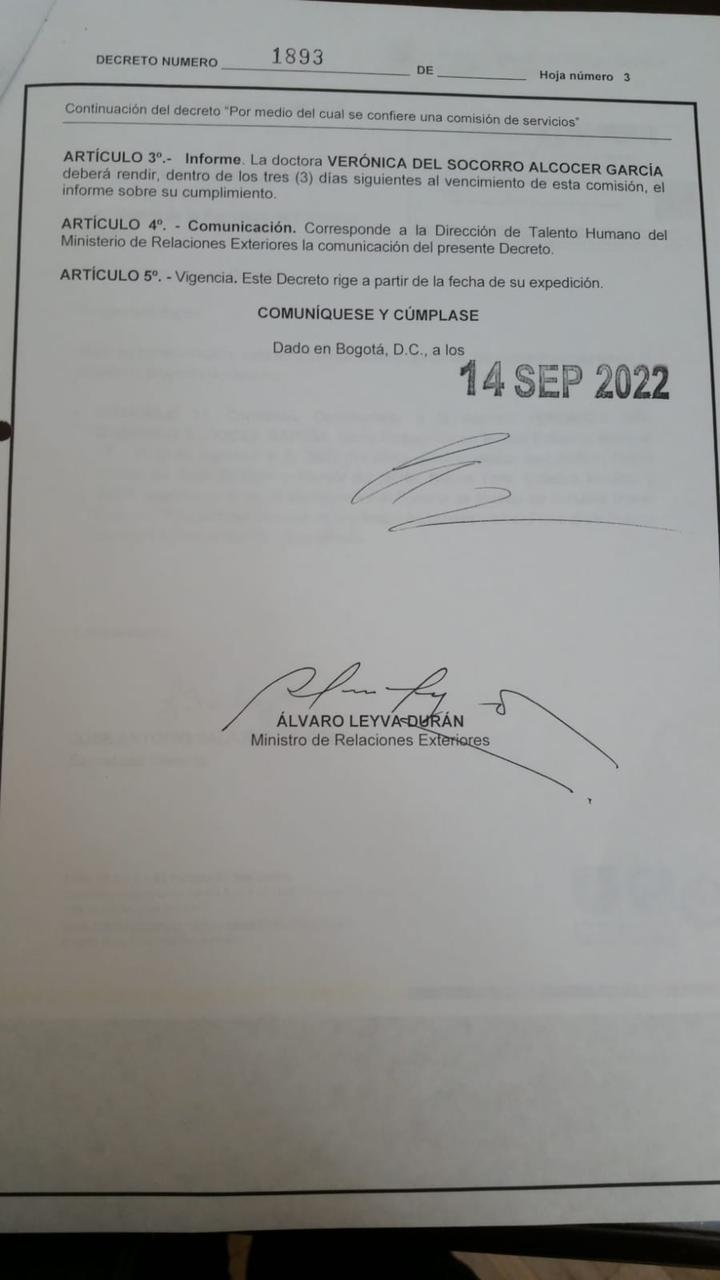 DECRETO NUMERO 1893 DE Hoja número 3
Continuación del decreto "Por medio del cual se confiere una comisión de servicios"
ARTÍCULO 3º.- Informe. La doctora VERÓNICA DEL SOCORRO ALCOCER GARCÍA
deberá rendir, dentro de los tres (3) días siguientes al vencimiento de esta comisión, el
informe sobre su cumplimiento.
ARTÍCULO 4º. - Comunicación. Corresponde a la Dirección de Talento Humano del
Ministerio de Relaciones Exteriores la comunicación del presente Decreto.
ARTÍCULO 5º. - Vigencia. Este Decreto rige a partir de la fecha de su expedición.
COMUNÍQUESE Y CÚMPLASE
Dado en Bogotá, D.C., a los
14 SEP 2022
ÁLVARO LEYVA DURÁN
Ministro de Relaciones Exteriores